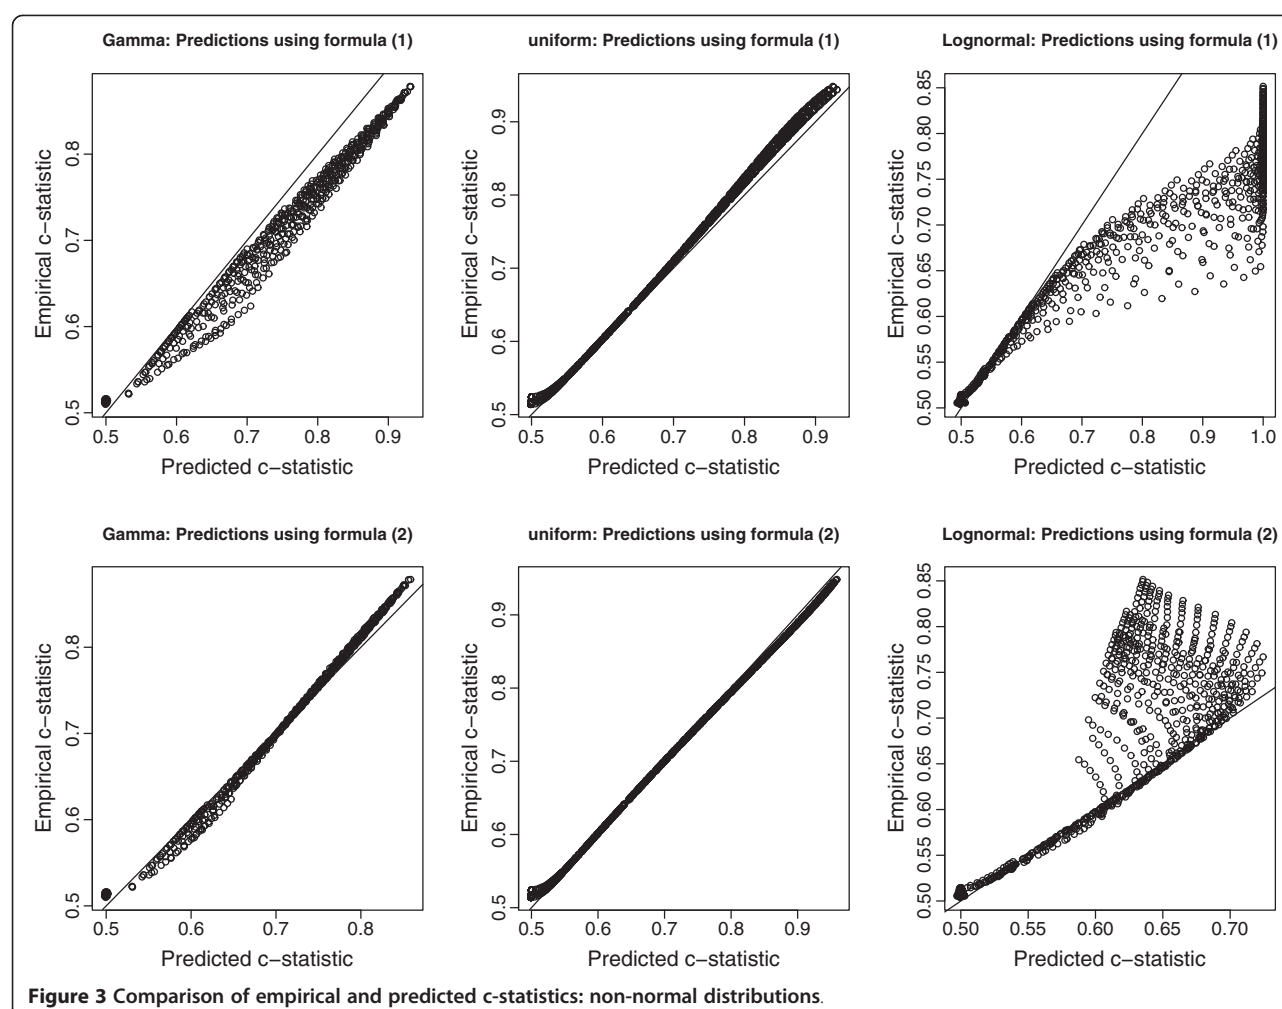 Gamma: Predictions using formula (1)
uniform: Predictions using formula (1)
Lognormal: Predictions using formula (1)
Empirical c−statistic
0.5 0.6 0.7 0.8
0.5 0.6 0.7 0.8 0.9
Predicted c−statistic
Empirical c−statistic
0.5 0.6 0.7 0.8 0.9
0.5 0.6 0.7 0.8 0.9
Predicted c−statistic
Empirical c−statistic
0.50 0.55 0.60 0.65 0.70 0.75 0.80 0.85
0.5 0.6 0.7 0.8 0.9 1.0
Predicted c−statistic
Gamma: Predictions using formula (2)
uniform: Predictions using formula (2)
Lognormal: Predictions using formula (2)
Empirical c−statistic
0.5 0.6 0.7 0.8
0.5 0.6 0.7 0.8
Predicted c−statistic
Empirical c−statistic
0.5 0.6 0.7 0.8 0.9
0.5 0.6 0.7 0.8 0.9
Predicted c−statistic
Empirical c−statistic
0.50 0.55 0.60 0.65 0.70 0.75 0.80 0.85
0.50 0.55 0.60 0.65 0.70
Predicted c−statistic
Figure 3 Comparison of empirical and predicted c-statistics: non-normal distributions.